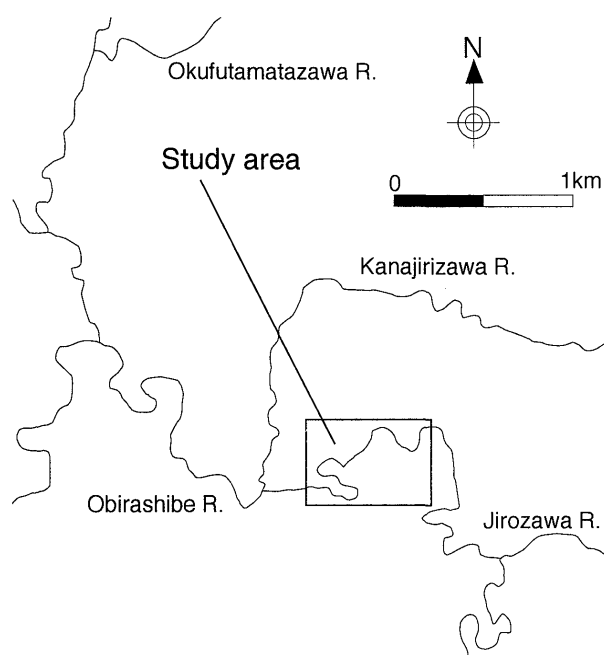 Okufutamatazawa R.
N
Study area
0 1km
Kanajirizawa R.
Obirashibe R.
Jirozawa R.